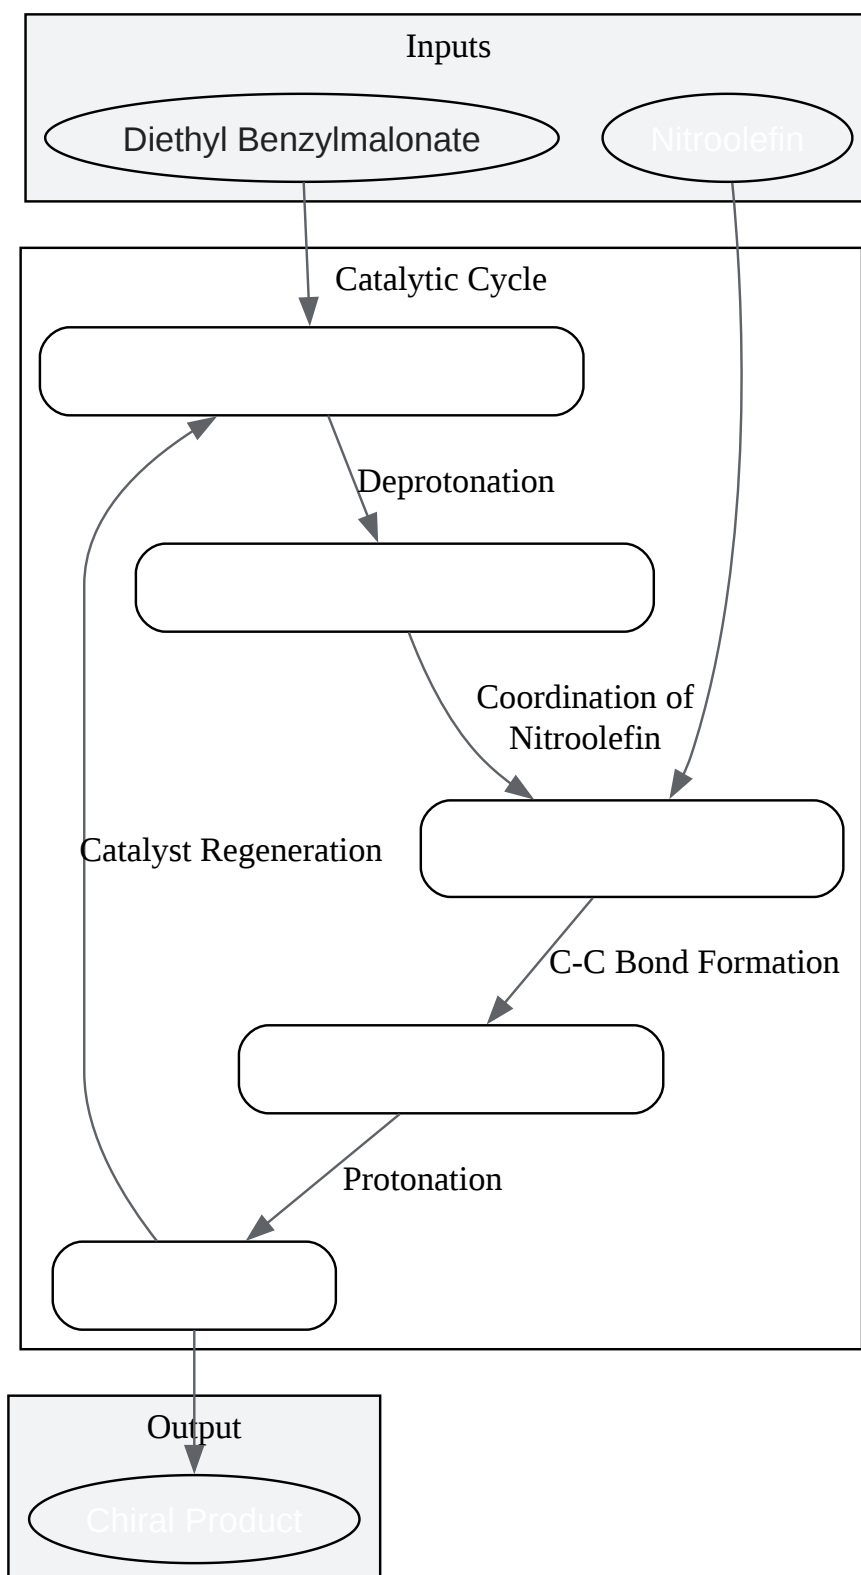 Inputs
Diethyl Benzylmalonate
Nitroolefin
Catalytic Cycle
Deprotonation
Coordination of
Nitroolefin
Catalyst Regeneration
C-C Bond Formation
Protonation
Output
Chiral Product